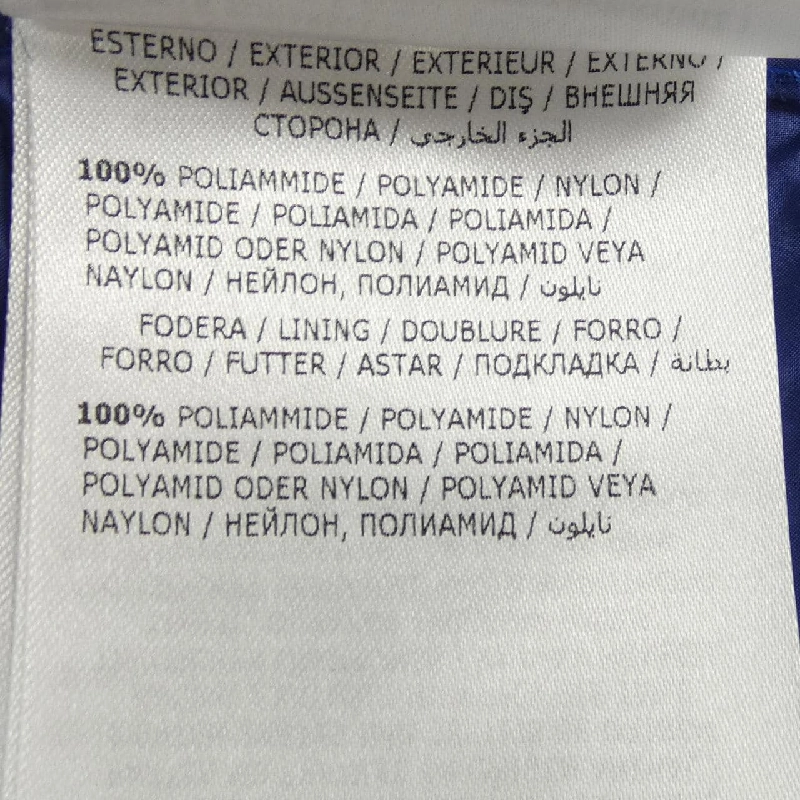 ESTERNO / EXTERIOR / EXTERIEUR / EXTERNO /
EXTERIOR / AUSSENSEITE / DIŞ / ВНЕШНЯЯ
СТОРОНА / الجزء الخارجي
100% POLIAMMIDE / POLYAMIDE / NYLON /
POLYAMIDE / POLIAMIDA / POLIAMIDA /
POLYAMID ODER NYLON / POLYAMID VEYA
NAYLON / НЕЙЛОН, ПОЛИАМИД / نايلون
FODERA / LINING / DOUBLURE / FORRO /
FORRO / FUTTER / ASTAR / ПОДКЛАДКА / بطانة
100% POLIAMMIDE / POLYAMIDE / NYLON /
POLYAMIDE / POLIAMIDA / POLIAMIDA /
POLYAMID ODER NYLON / POLYAMID VEYA
NAYLON / НЕЙЛОН, ПОЛИАМИД / نايلون